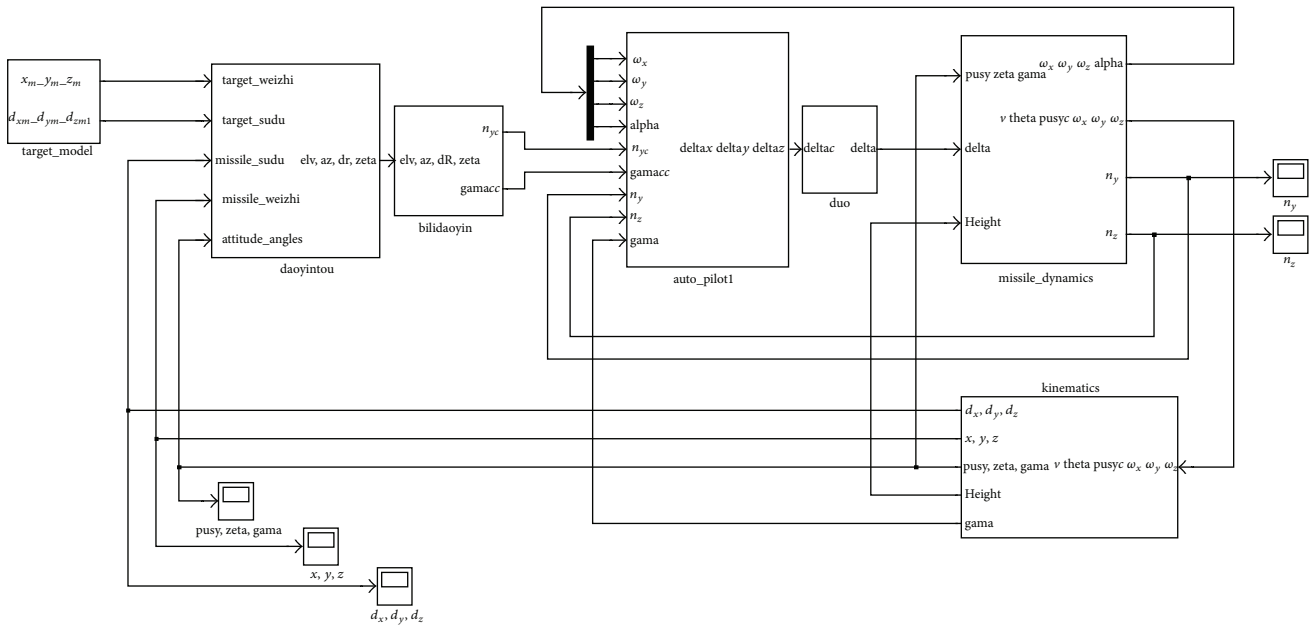 x_m_y_m_z_m
d_xm_d_ym_d_zm1
target_model
target_weizhi
target_sudu
missile_sudu
missile_weizhi
attitude_angles
elv, az, dr, zeta
daoyintou
elv, az, dR, zeta
n_yc
gamacc
bilidaoyin
ω_x
ω_y
ω_z
alpha
n_yc
gamacc
n_y
n_z
gama
deltax deltay deltaz
auto_pilot1
deltac
delta
duo
pusy zeta gama
delta
Height
ω_x ω_y ω_z alpha
v theta pusyc ω_x ω_y ω_z
n_y
n_z
missile_dynamics
n_y
n_z
kinematics
d_x, d_y, d_z
x, y, z
pusy, zeta, gama
Height
gama
v theta pusyc ω_x ω_y ω_z
pusy, zeta, gama
x, y, z
d_x, d_y, d_z